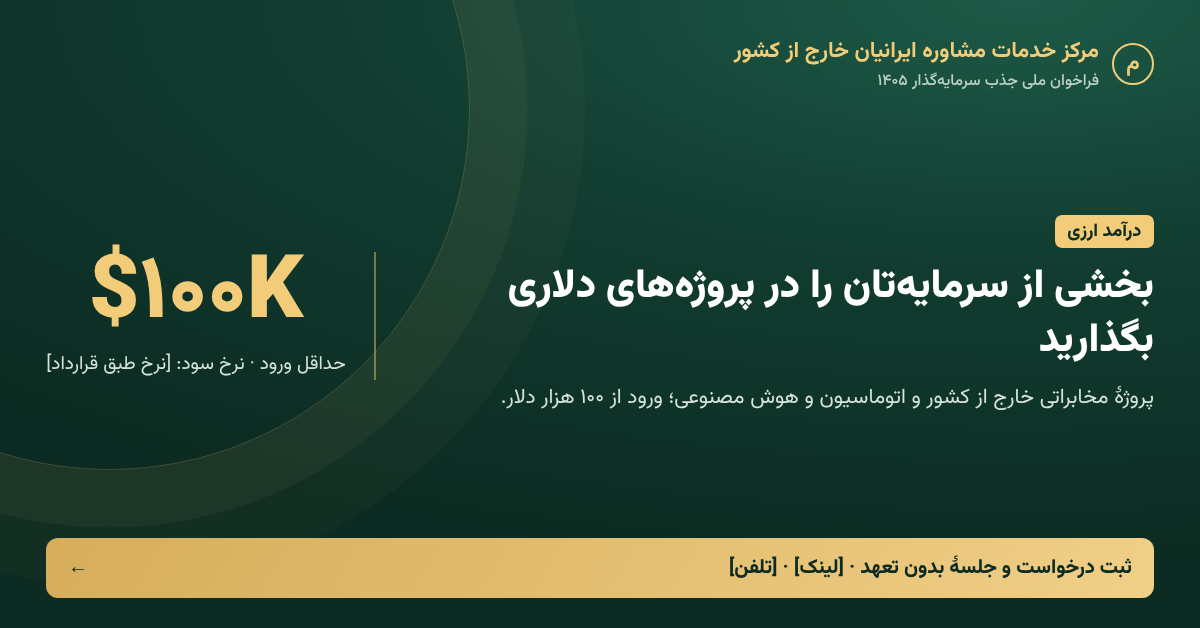 م
مرکز خدمات مشاوره ایرانیان خارج از کشور
فراخوان ملی جذب سرمایه‌گذار ۱۴۰۵
درآمد ارزی
بخشی از سرمایه‌تان را در پروژه‌های دلاری
بگذارید
پروژهٔ مخابراتی خارج از کشور و اتوماسیون و هوش مصنوعی؛ ورود از ۱۰۰ هزار دلار.
$۱۰۰K
حداقل ورود · نرخ سود: [نرخ طبق قرارداد]
ثبت درخواست و جلسهٔ بدون تعهد · [لینک] · [تلفن]
←